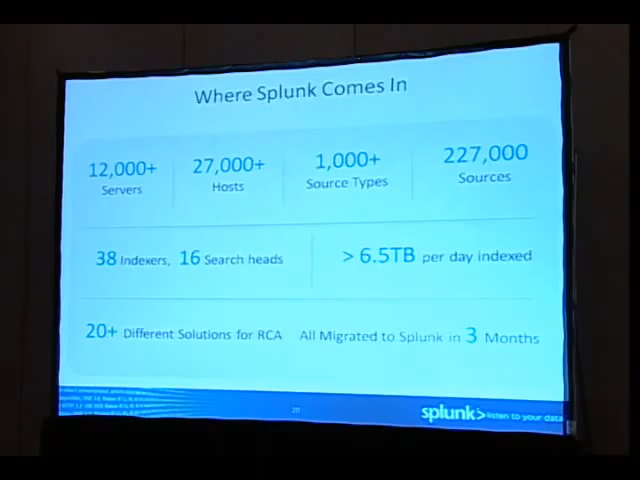 Where Splunk Comes In
12,000+ 27,000+ 1,000+ 227,000
Servers Hosts Source Types Sources
38 Indexers, 16 Search heads > 6.5TB per day indexed
20+ Different Solutions for RCA All Migrated to Splunk in 3 Months
20
splunk> listen to your data